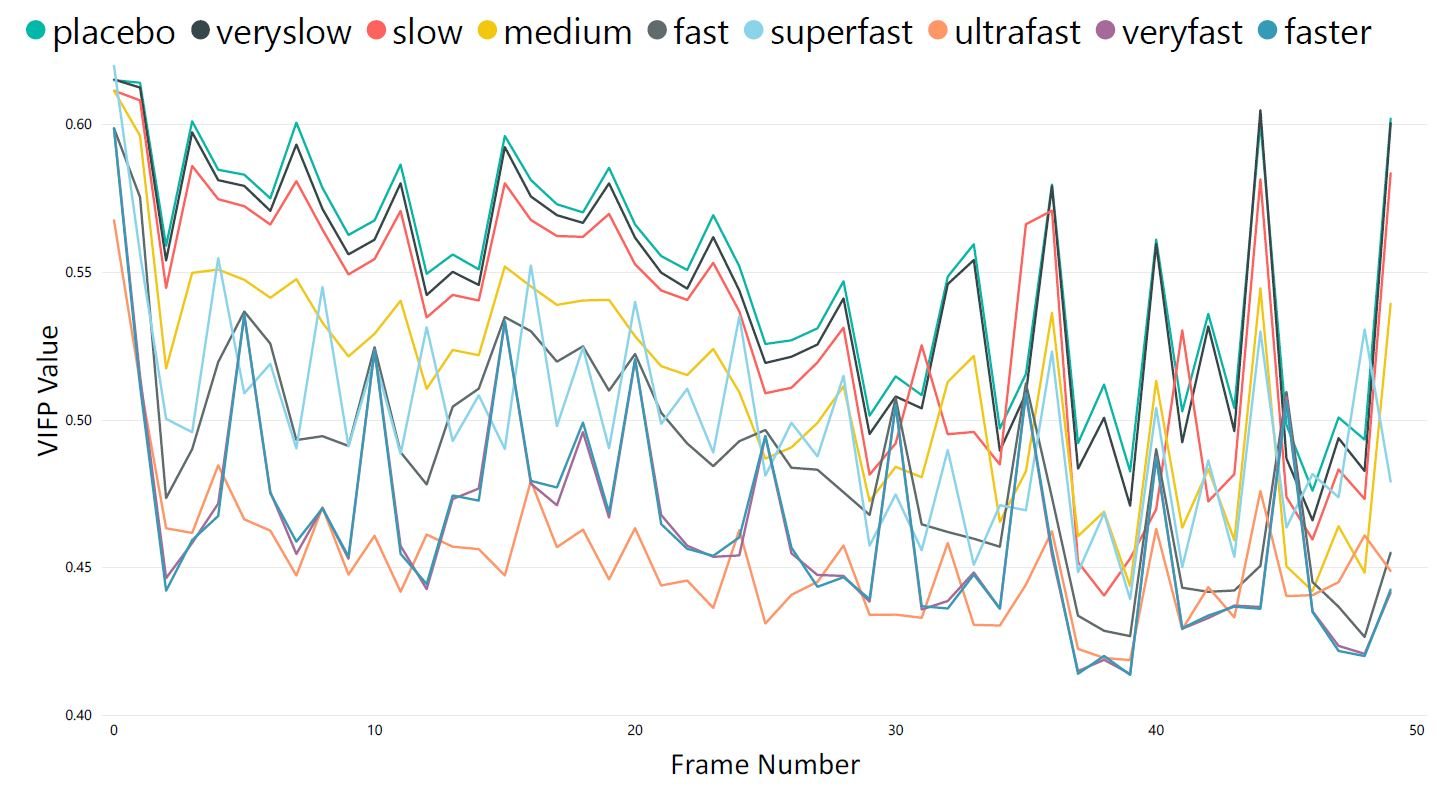 placebo veryslow slow medium fast superfast ultrafast veryfast faster
0.60
0.55
0.50
0.45
0.40
VIFP Value
0 10 20 30 40 50
Frame Number